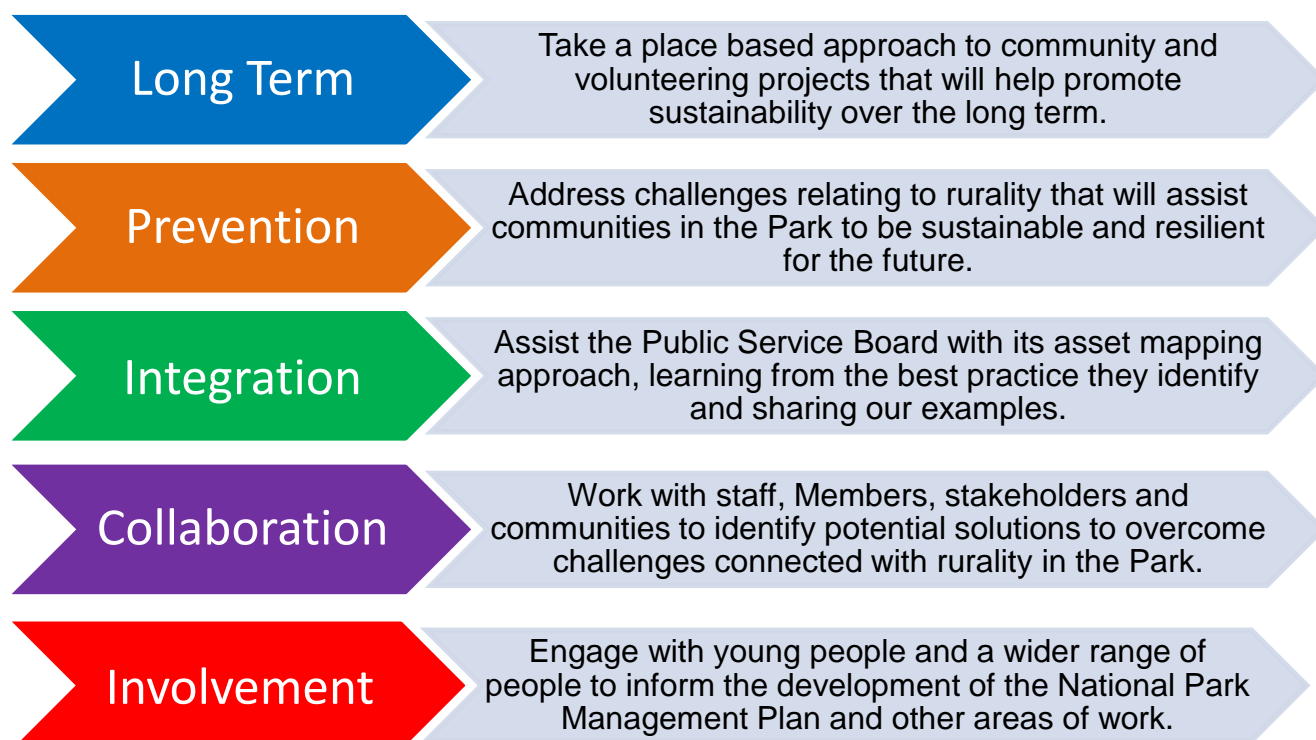 Long Term
Take a place based approach to community and
volunteering projects that will help promote
sustainability over the long term.
Prevention
Address challenges relating to rurality that will assist
communities in the Park to be sustainable and resilient
for the future.
Integration
Assist the Public Service Board with its asset mapping
approach, learning from the best practice they identify
and sharing our examples.
Collaboration
Work with staff, Members, stakeholders and
communities to identify potential solutions to overcome
challenges connected with rurality in the Park.
Involvement
Engage with young people and a wider range of
people to inform the development of the National Park
Management Plan and other areas of work.